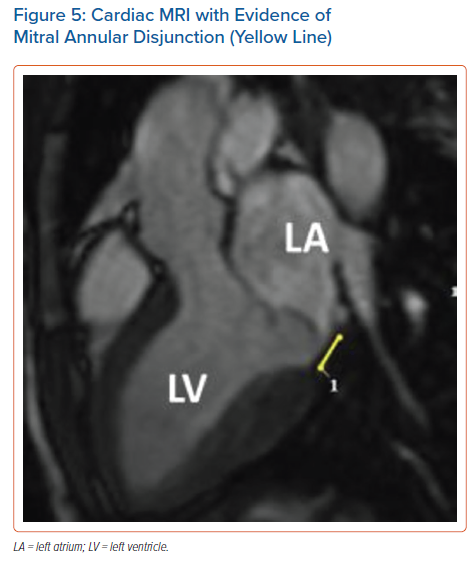 Figure 5: Cardiac MRI with Evidence of
Mitral Annular Disjunction (Yellow Line)
LA
LV
1
LA = left atrium; LV = left ventricle.